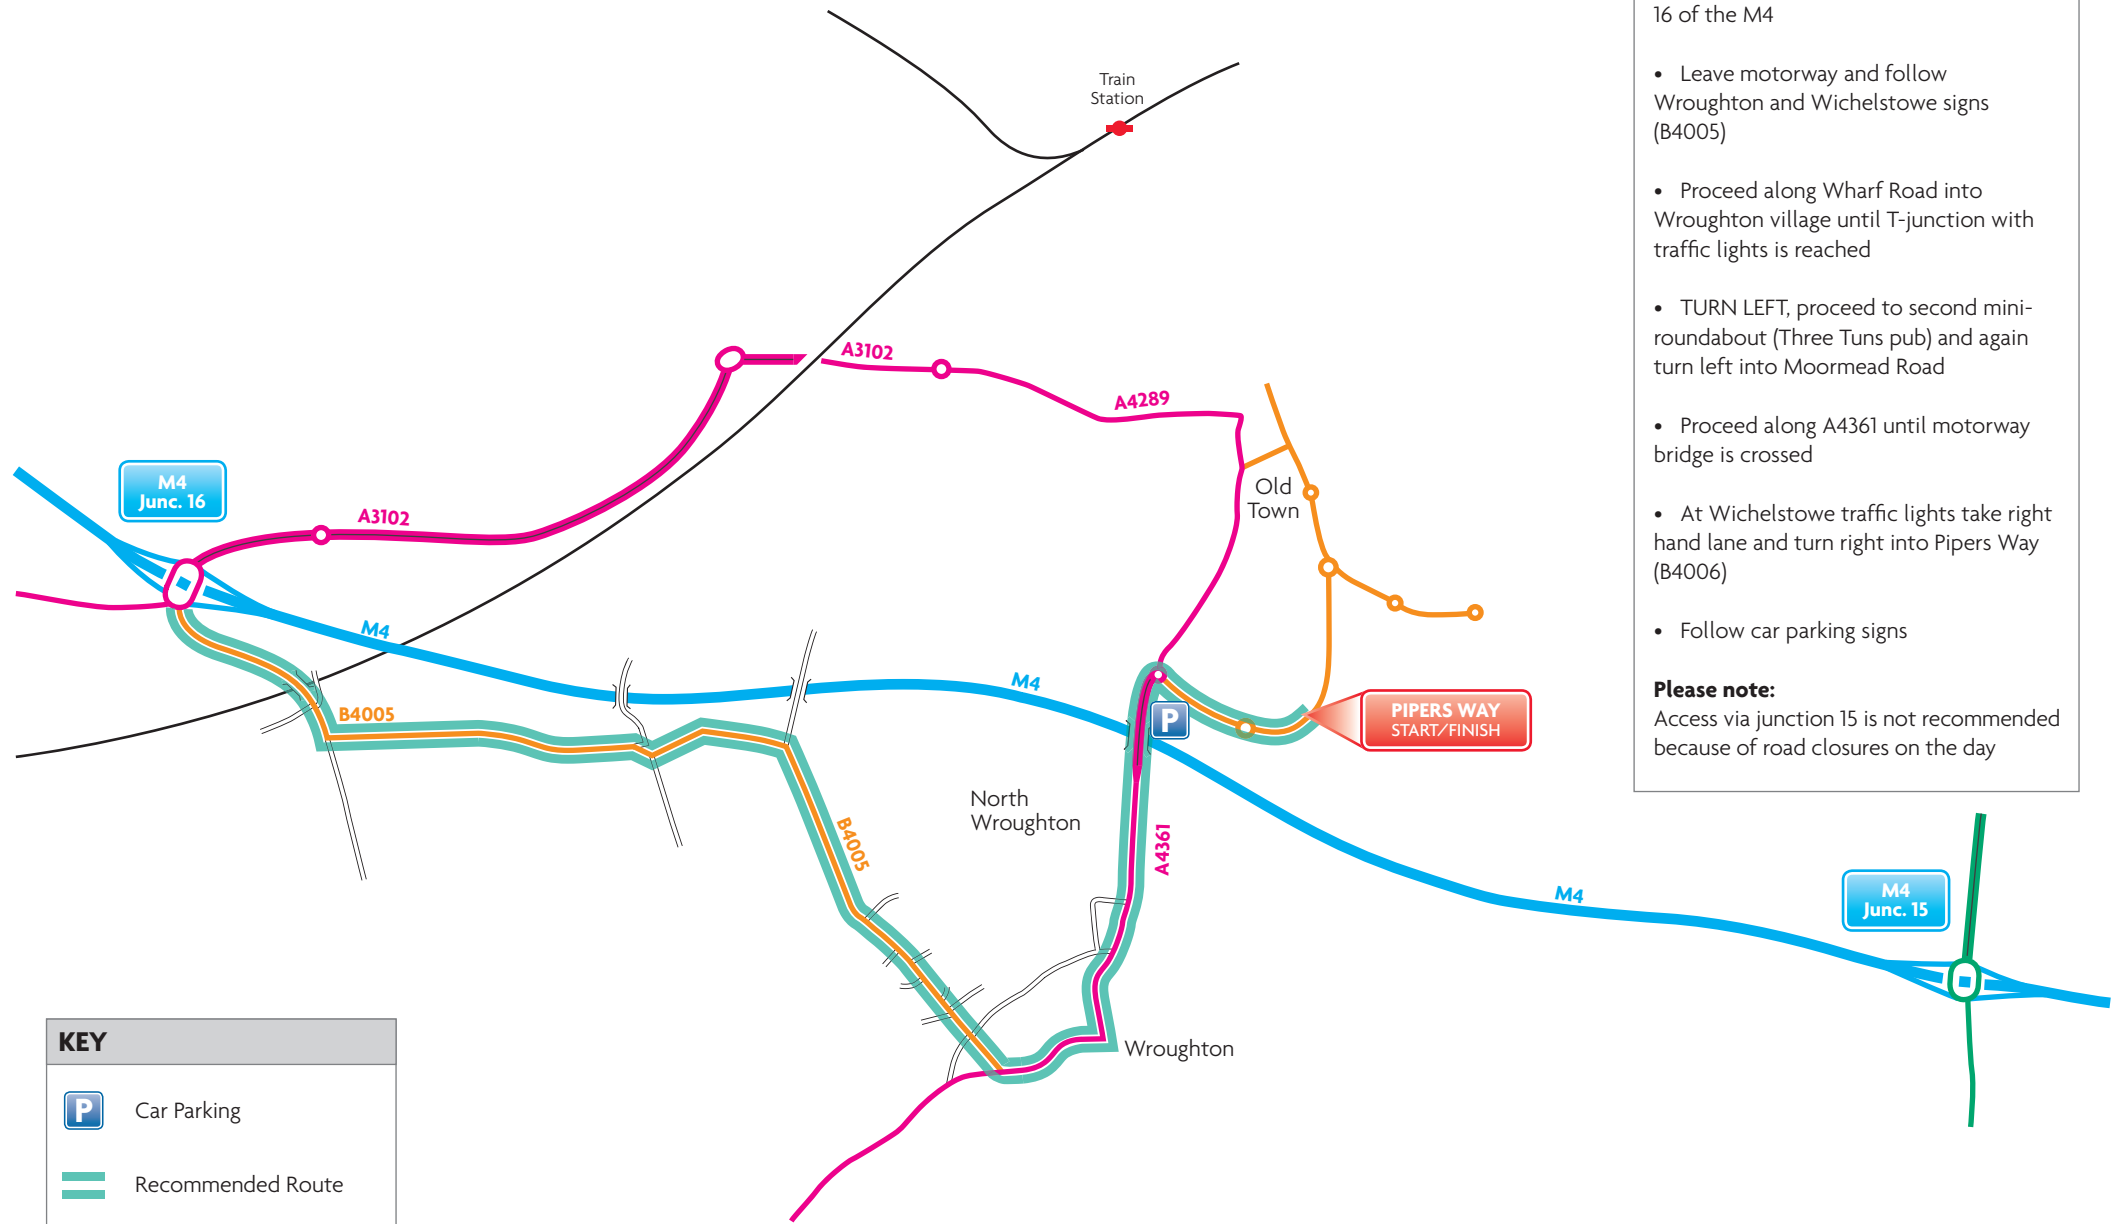 Train
Station
A3102
A4289
M4
Junc. 16
A3102
Old
Town
M4
M4
B4005
P
PIPERS WAY
START/FINISH
North
Wroughton
B4005
A4361
M4
M4
Junc. 15
Wroughton
KEY
P
Car Parking
Recommended Route
16 of the M4
• Leave motorway and follow
Wroughton and Wichelstowe signs
(B4005)
• Proceed along Wharf Road into
Wroughton village until T-junction with
traffic lights is reached
• TURN LEFT, proceed to second mini-
roundabout (Three Tuns pub) and again
turn left into Moormead Road
• Proceed along A4361 until motorway
bridge is crossed
• At Wichelstowe traffic lights take right
hand lane and turn right into Pipers Way
(B4006)
• Follow car parking signs
Please note:
Access via junction 15 is not recommended
because of road closures on the day